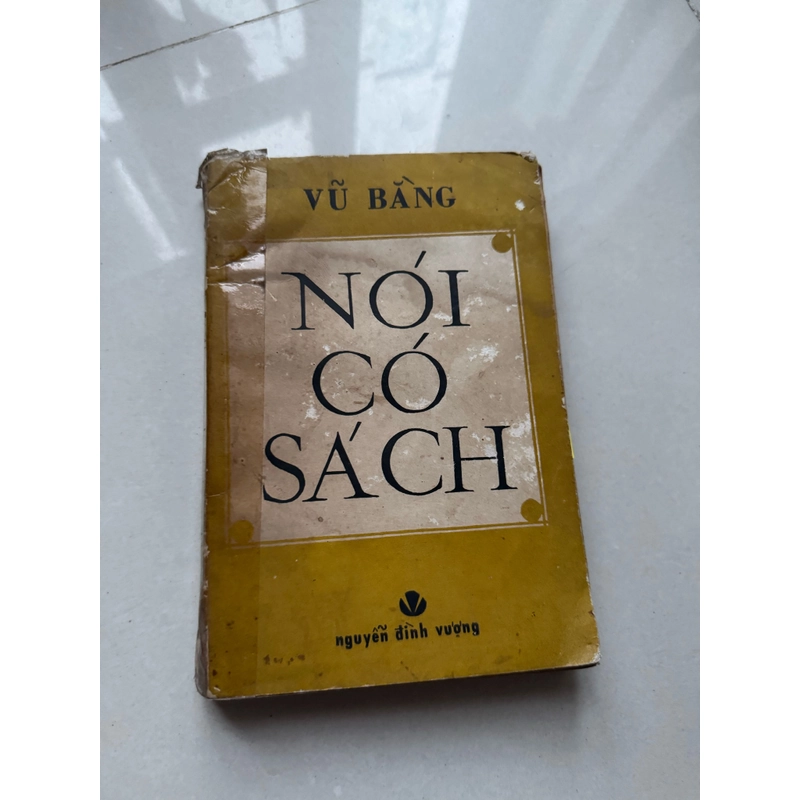 VŨ BẰNG
NÓI
CÓ
SÁCH
nguyễn đình vượng